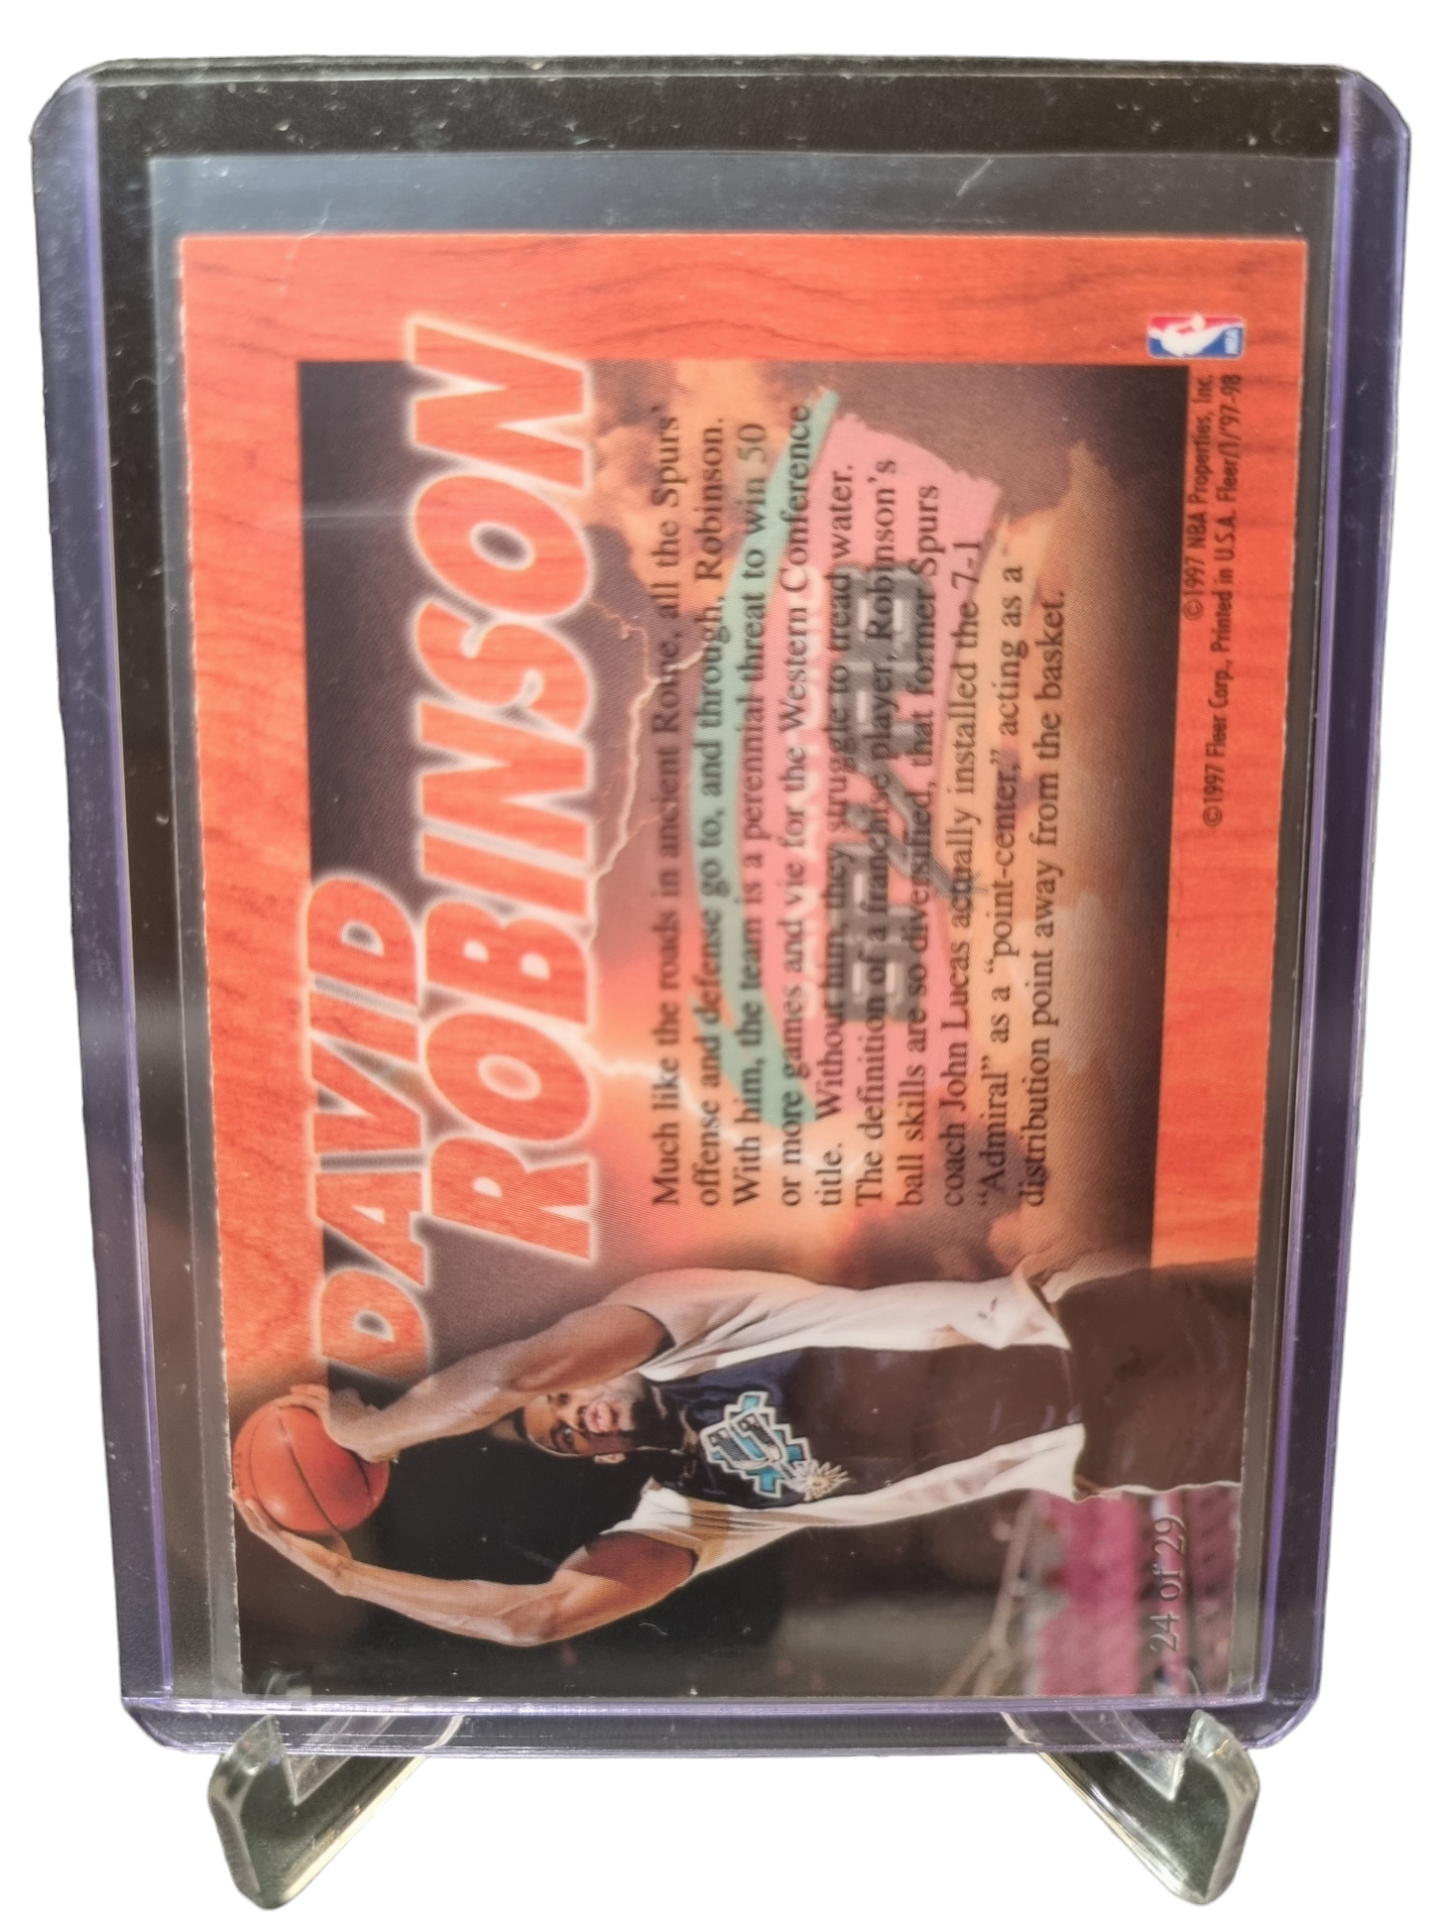 DAVID
ROBINSON
Much like the roads in ancient Rome, all the Spurs'
offense and defense go to, and through, Robinson.
With him, the team is a perennial threat to win 50
or more games and vie for the Western Conference
title. Without him, they struggle to tread water.
The definition of a franchise player, Robinson's
ball skills are so diversified, that former Spurs
coach John Lucas actually installed the 7-1
"Admiral" as a "point-center," acting as a
distribution point away from the basket.
©1997 NBA Properties, Inc.
©1997 Fleer Corp., Printed in U.S.A. Fleer/1/'97-98
NBA
24 of 29